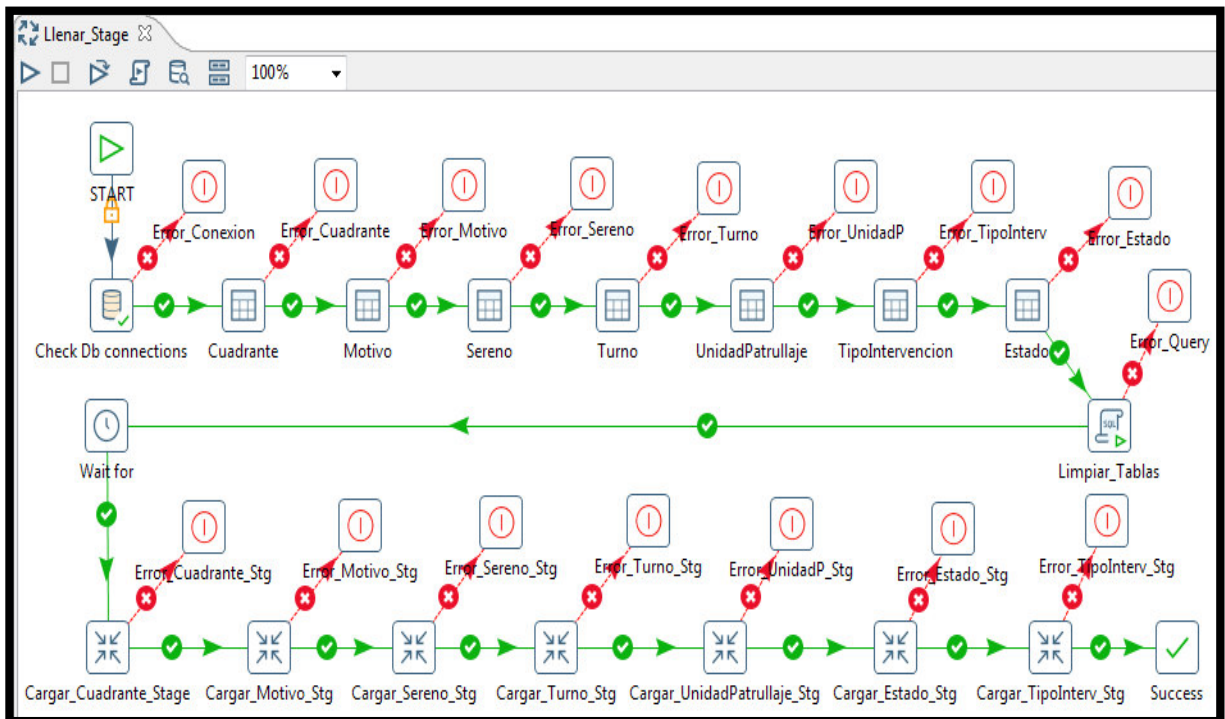 Llenar_Stage
100%
START
Error_Conexion
Error_Cuadrante
Error_Motivo
Error_Sereno
Error_Turno
Error_UnidadP
Error_TipoInterv
Error_Estado
Check Db connections
Cuadrante
Motivo
Sereno
Turno
UnidadPatrullaje
TipoIntervencion
Estado
Error_Query
SQL
Wait for
Limpiar_Tablas
Error_Cuadrante_Stg
Error_Motivo_Stg
Error_Sereno_Stg
Error_Turno_Stg
Error_UnidadP_Stg
Error_Estado_Stg
Error_TipoInterv_Stg
Cargar_Cuadrante_Stage
Cargar_Motivo_Stg
Cargar_Sereno_Stg
Cargar_Turno_Stg
Cargar_UnidadPatrullaje_Stg
Cargar_Estado_Stg
Cargar_TipoInterv_Stg
Success